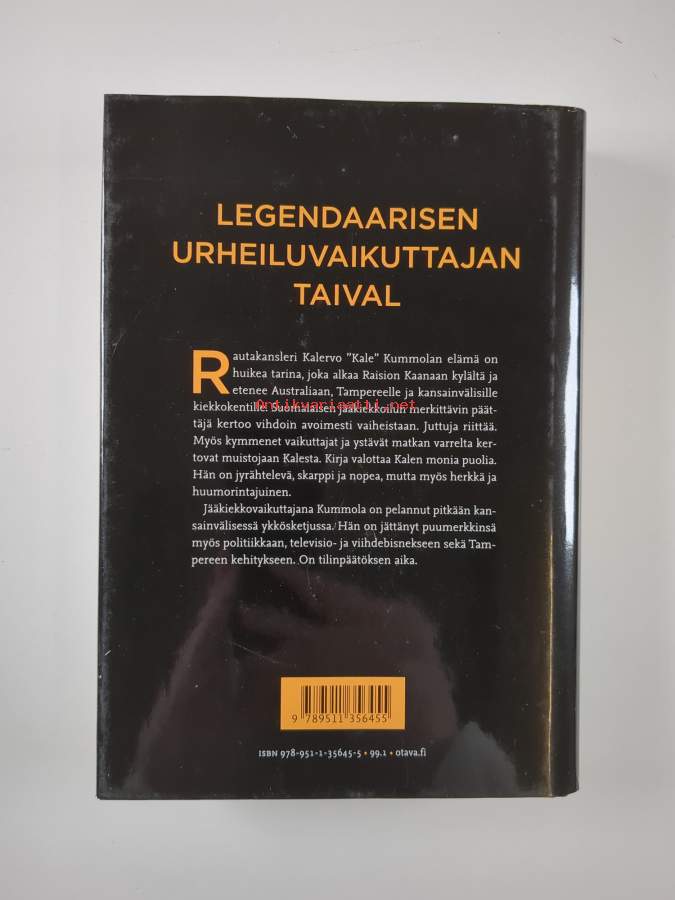 LEGENDAARISEN
URHEILUVAIKUTTAJAN
TAIVAL
Rautakansleri Kalervo "Kale" Kummolan elämä on
huikea tarina, joka alkaa Raision Kaanaan kylältä ja
etenee Australiaan, Tampereelle ja kansainvälisille
kiekkokentille. Suomalaisen jääkiekkoilun merkittävin päät-
Antikvariaatti.net
täjä kertoo vihdoin avoimesti vaiheistaan. Juttuja riittää.
Myös kymmenet vaikuttajat ja ystävät matkan varrelta ker-
tovat muistojaan Kalesta. Kirja valottaa Kalen monia puolia.
Hän on jyrähtelevä, skarppi ja nopea, mutta myös herkkä ja
huumorintajuinen.
Jääkiekkovaikuttajana Kummola on pelannut pitkään kan-
sainvälisessä ykkösketjussa. Hän on jättänyt puumerkkinsä
myös politiikkaan, televisio- ja viihdebisnekseen sekä Tam-
pereen kehitykseen. On tilinpäätöksen aika.
9 789511 356455
ISBN 978-951-1-35645-5 • 99.1 • otava.fi